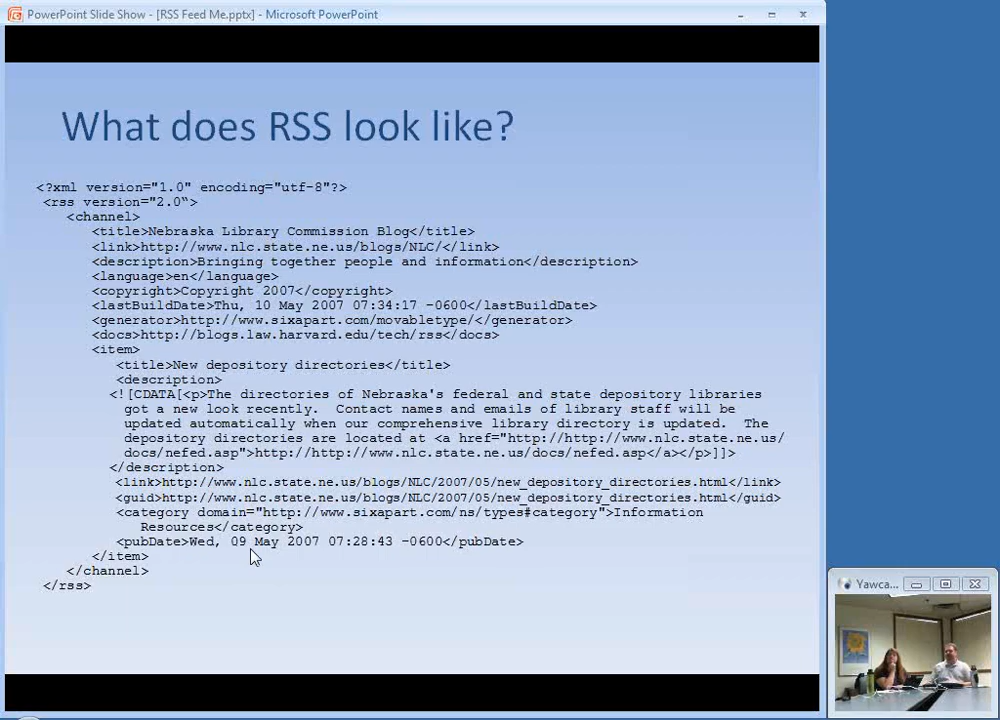 PowerPoint Slide Show - [RSS Feed Me.pptx] - Microsoft PowerPoint
What does RSS look like?
<?xml version="1.0" encoding="utf-8"?>
<rss version="2.0“>
<channel>
<title>Nebraska Library Commission Blog</title>
<link>http://www.nlc.state.ne.us/blogs/NLC/</link>
<description>Bringing together people and information</description>
<language>en</language>
<copyright>Copyright 2007</copyright>
<lastBuildDate>Thu, 10 May 2007 07:34:17 -0600</lastBuildDate>
<generator>http://www.sixapart.com/movabletype/</generator>
<docs>http://blogs.law.harvard.edu/tech/rss</docs>
<item>
<title>New depository directories</title>
<description>
<![CDATA[<p>The directories of Nebraska's federal and state depository libraries
got a new look recently. Contact names and emails of library staff will be
updated automatically when our comprehensive library directory is updated. The
depository directories are located at <a href="http://http://www.nlc.state.ne.us/
docs/nefed.asp">http://http://www.nlc.state.ne.us/docs/nefed.asp</a></p>]]>
</description>
<link>http://www.nlc.state.ne.us/blogs/NLC/2007/05/new_depository_directories.html</link>
<guid>http://www.nlc.state.ne.us/blogs/NLC/2007/05/new_depository_directories.html</guid>
<category domain="http://www.sixapart.com/ns/types#category">Information
Resources</category>
<pubDate>Wed, 09 May 2007 07:28:43 -0600</pubDate>
</item>
</channel>
</rss>
Yawca...